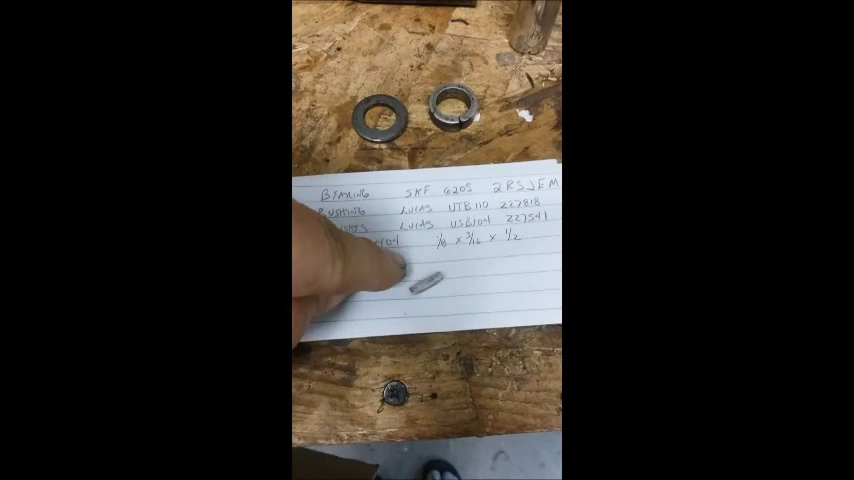 BEARING SKF 6205 2RSJEM
BUSHING LUCAS UTB110 227818
LUCAS USB104 227541
1/8 x 3/16 x 1/2